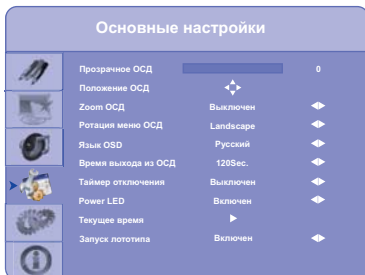 Основные настройки
Прозрачное ОСД 0
Положение ОСД
Zoom ОСД Выключен
Ротация меню ОСД Landscape
Язык OSD Русский
Время выхода из ОСД 120Sec.
Таймер отключения Выключен
Power LED Включен
Текущее время
Запуск лототипа Включен